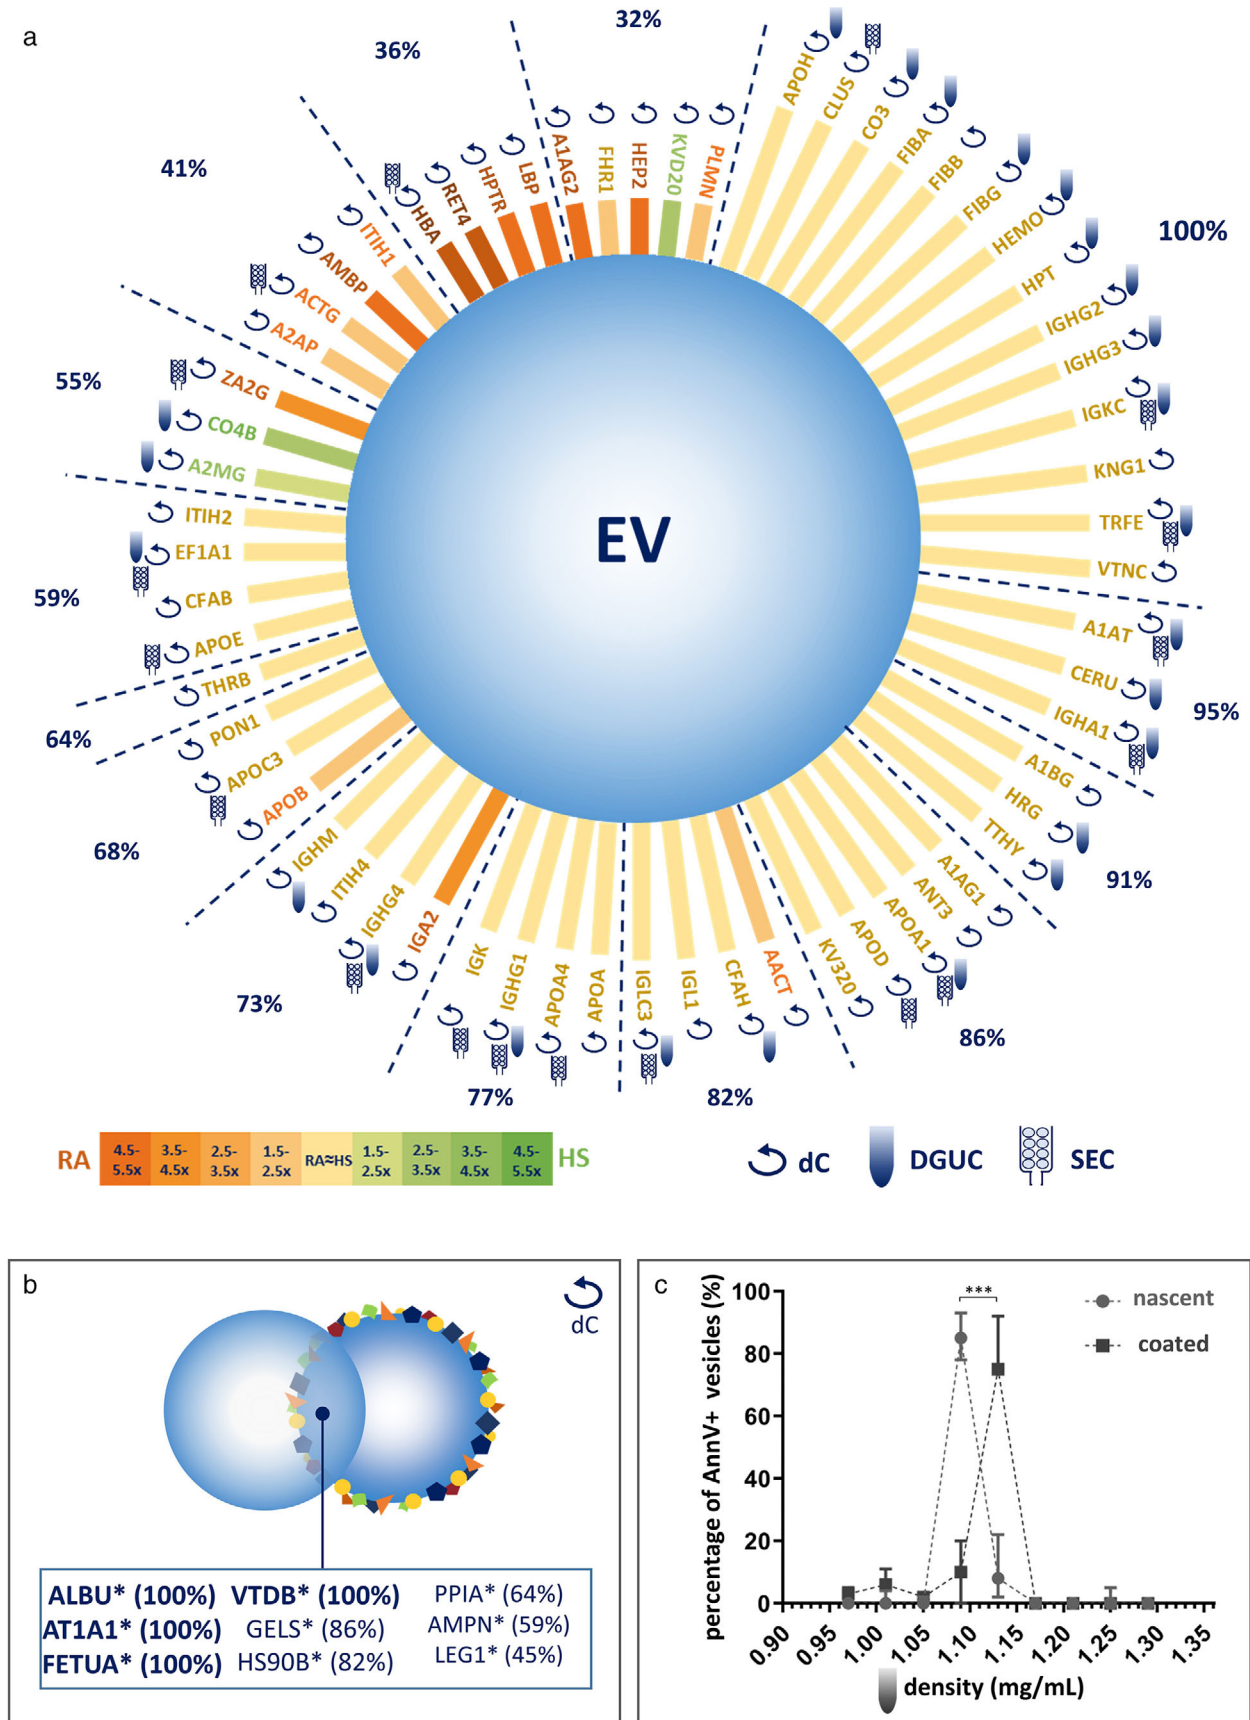 a
32%
36%
41%
55%
59%
64%
68%
73%
77%
82%
86%
91%
95%
100%
A1AG2
FHR1
HEP2
KVD20
PLMN
APOH
CLUS
CO3
FIBA
FIBB
FIBG
HEMO
HPT
IGHG2
IGHG3
IGKC
KNG1
TRFE
VTNC
A1AT
CERU
IGHA1
A1BG
HRG
TTHY
A1AG1
ANT3
APOA1
APOD
KV320
AACT
CFAH
IGL1
IGLC3
APOA
APOA4
IGHG1
IGK
IGA2
IGHG4
ITIH4
IGHM
APOB
APOC3
PON1
THRB
APOE
CFAB
EF1A1
ITIH2
A2MG
CO4B
ZA2G
A2AP
ACTG
AMBP
ITIH1
HBA
RET4
HPTR
LBP
EV
RA
4.5-5.5x
3.5-4.5x
2.5-3.5x
1.5-2.5x
RA≈HS
1.5-2.5x
2.5-3.5x
3.5-4.5x
4.5-5.5x
HS
dC
DGUC
SEC
b
dC
ALBU* (100%) VTDB* (100%) PPIA* (64%)
AT1A1* (100%) GELS* (86%) AMPN* (59%)
FETUA* (100%) HS90B* (82%) LEG1* (45%)
c
percentage of AnnV+ vesicles (%)
100
80
60
40
20
0
***
nascent
coated
0.90 0.95 1.00 1.05 1.10 1.15 1.20 1.25 1.30 1.35
density (mg/mL)